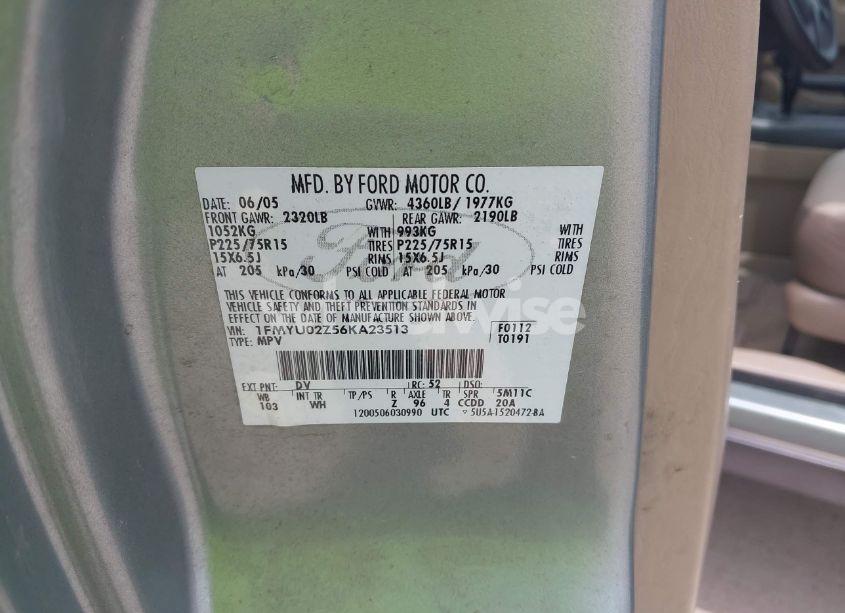 MFD. BY FORD MOTOR CO.
DATE: 06/05 GVWR: 4360LB/ 1977KG
FRONT GAWR: 2320LB REAR GAWR: 2190LB
1052KG WITH 993KG WITH
P225/75R15 TIRES P225/75R15 TIRES
15X6.5J RIMS 15X6.5J RIMS
AT 205 kPa/30 PSI COLD AT 205 kPa/30 PSI COLD
Ford
THIS VEHICLE CONFORMS TO ALL APPLICABLE FEDERAL MOTOR
VEHICLE SAFETY AND THEFT PREVENTION STANDARDS IN
EFFECT ON THE DATE OF MANUFACTURE SHOWN ABOVE.
VIN: 1FMYU02Z56KA23513 F0112
TYPE: MPV T0191
EXT PNT: DV RC: 52 DSO:
WB INT TR TP/PS R AXLE TR SPR 5M11C
103 WH Z 96 4 CCDD 20A
1200506030990 UTC 5U5A-1520472-BA